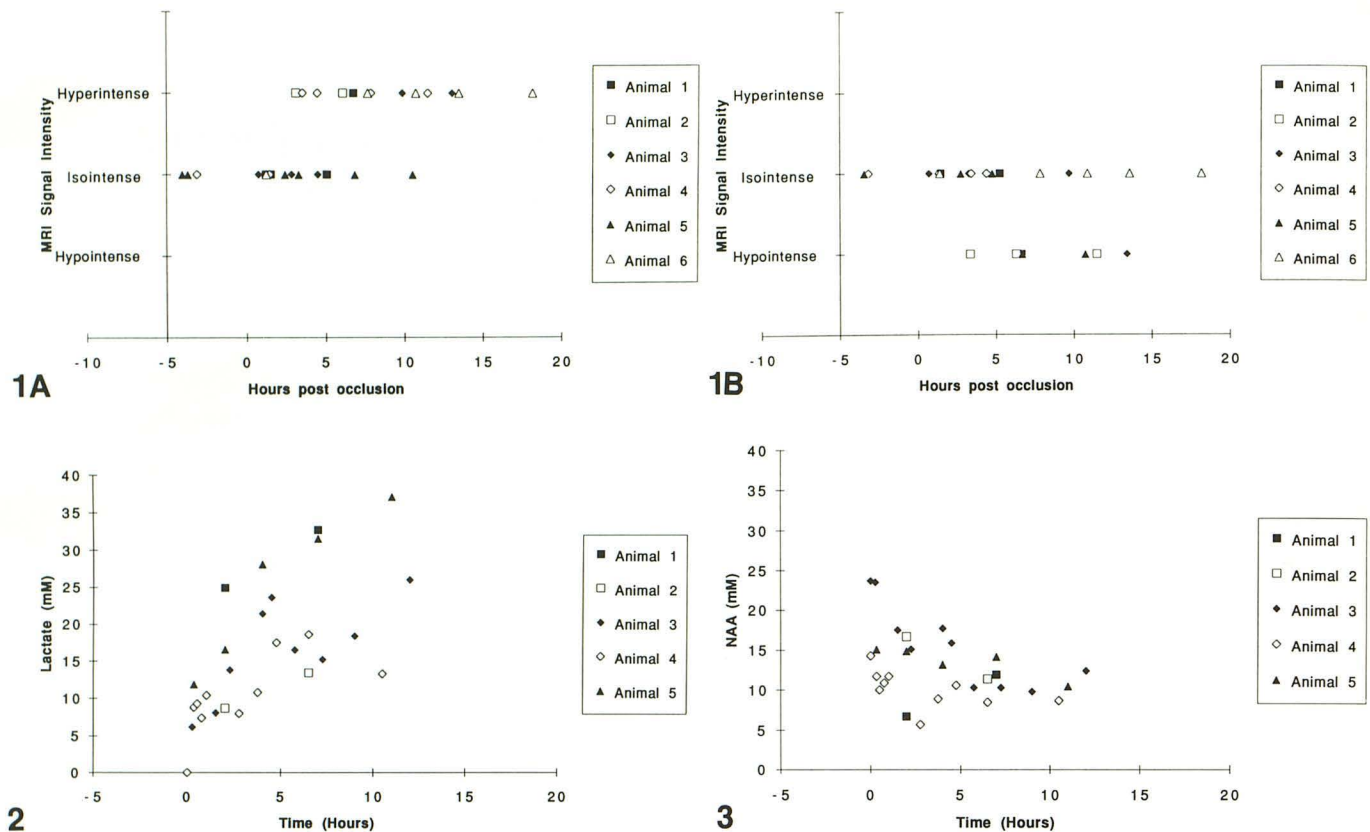 MRI Signal Intensity
Hyperintense
Isointense
Hypointense
-10 -5 0 5 10 15 20
Hours post occlusion
1A
Animal 1
Animal 2
Animal 3
Animal 4
Animal 5
Animal 6
MRI Signal Intensity
Hyperintense
Isointense
Hypointense
-10 -5 0 5 10 15 20
Hours post occlusion
1B
Animal 1
Animal 2
Animal 3
Animal 4
Animal 5
Animal 6
Lactate (mM)
40
35
30
25
20
15
10
5
0
-5 0 5 10 15 20
Time (Hours)
2
Animal 1
Animal 2
Animal 3
Animal 4
Animal 5
NAA (mM)
40
35
30
25
20
15
10
5
0
-5 0 5 10 15 20
Time (Hours)
3
Animal 1
Animal 2
Animal 3
Animal 4
Animal 5